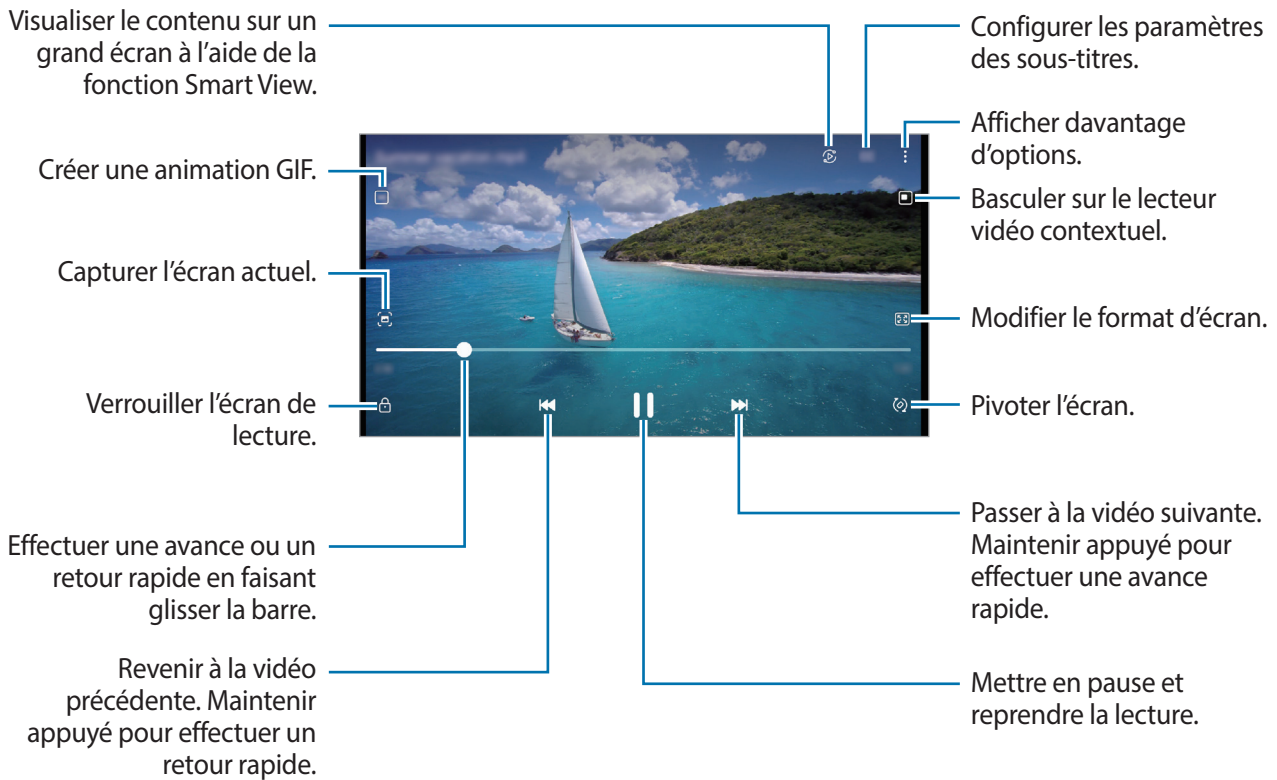 Visualiser le contenu sur un
grand écran à l'aide de la
fonction Smart View.
Configurer les paramètres
des sous-titres.
Afficher davantage
d'options.
Créer une animation GIF.
Basculer sur le lecteur
vidéo contextuel.
Capturer l'écran actuel.
Modifier le format d'écran.
Verrouiller l'écran de
lecture.
Pivoter l'écran.
Effectuer une avance ou un
retour rapide en faisant
glisser la barre.
Passer à la vidéo suivante.
Maintenir appuyé pour
effectuer une avance
rapide.
Revenir à la vidéo
précédente. Maintenir
appuyé pour effectuer un
retour rapide.
Mettre en pause et
reprendre la lecture.